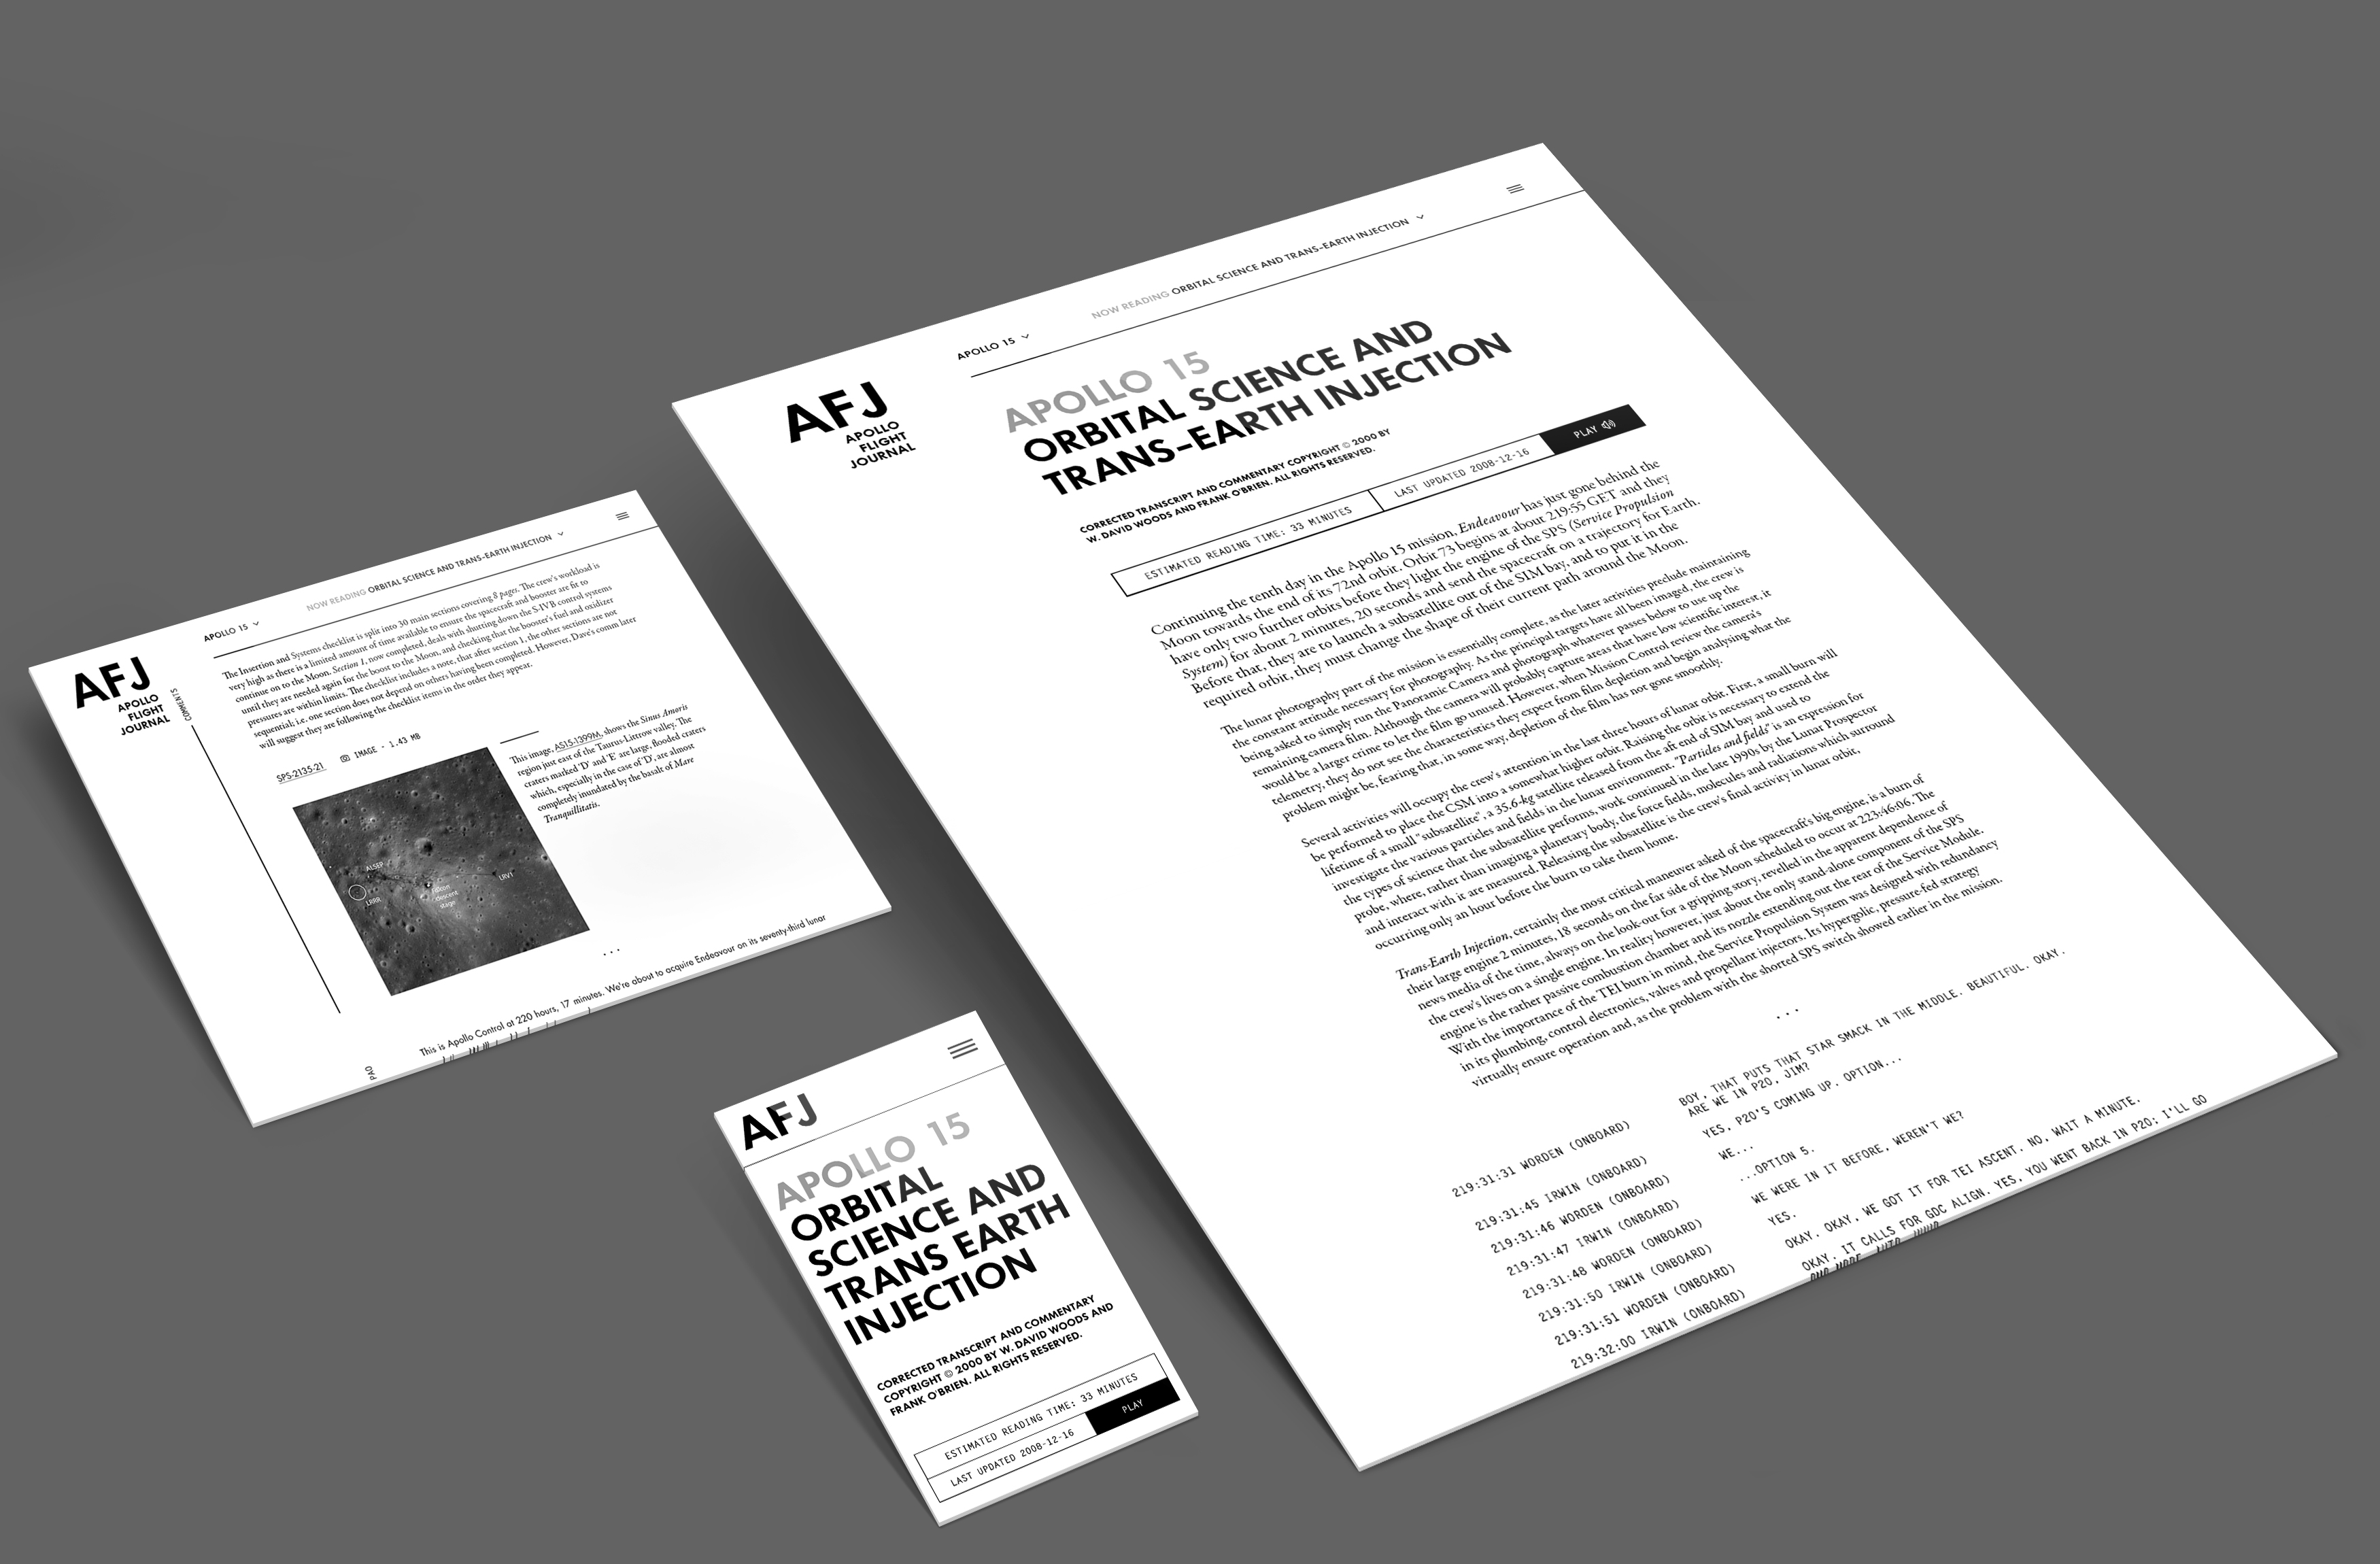 AFJ
APOLLO
FLIGHT
JOURNAL
APOLLO 15
NOW READING ORBITAL SCIENCE AND TRANS-EARTH INJECTION
COMMENTS
The Insertion and Systems checklist is split into 30 main sections covering 8 pages. The crew's workload is
very high as there is a limited amount of time available to ensure the spacecraft and booster are fit to
continue on to the Moon. Section 1, now completed, deals with shutting down the S-IVB control systems
until they are needed again for the boost to the Moon, and checking that the booster's fuel and oxidizer
pressures are within limits. The checklist includes a note, that after section 1, the other sections are not
sequential; i.e. one section does not depend on others having been completed. However, Dave's comm later
will suggest they are following the checklist items in the order they appear.
SPS-2135-21
IMAGE - 1.43 MB
This image, AS15-1399M, shows the Sinus Amoris
region just east of the Taurus-Littrow valley. The
craters marked 'D' and 'E' are large, flooded craters
which, especially in the case of 'D', are almost
completely inundated by the basalt of Mare
Tranquillitatis.
ALSEP
LRRR
Falcon
descent
stage
LRV1
...
PAO
This is Apollo Control at 220 hours, 17 minutes. We're about to acquire Endeavour on its seventy-third lunar
AFJ
APOLLO
FLIGHT
JOURNAL
APOLLO 15
NOW READING ORBITAL SCIENCE AND TRANS-EARTH INJECTION
APOLLO 15
ORBITAL SCIENCE AND
TRANS-EARTH INJECTION
CORRECTED TRANSCRIPT AND COMMENTARY COPYRIGHT © 2000 BY
W. DAVID WOODS AND FRANK O'BRIEN. ALL RIGHTS RESERVED.
ESTIMATED READING TIME: 33 MINUTES
LAST UPDATED 2008-12-16
PLAY
Continuing the tenth day in the Apollo 15 mission, Endeavour has just gone behind the
Moon towards the end of its 72nd orbit. Orbit 73 begins at about 219:55 GET and they
have only two further orbits before they light the engine of the SPS (Service Propulsion
System) for about 2 minutes, 20 seconds and send the spacecraft on a trajectory for Earth.
Before that, they are to launch a subsatellite out of the SIM bay, and to put it in the
required orbit, they must change the shape of their current path around the Moon.
The lunar photography part of the mission is essentially complete, as the later activities preclude maintaining
the constant attitude necessary for photography. As the principal targets have all been imaged, the crew is
being asked to simply run the Panoramic Camera and photograph whatever passes below to use up the
remaining camera film. Although the camera will probably capture areas that have low scientific interest, it
would be a larger crime to let the film go unused. However, when Mission Control review the camera's
telemetry, they do not see the characteristics they expect from film depletion and begin analysing what the
problem might be, fearing that, in some way, depletion of the film has not gone smoothly.
Several activities will occupy the crew's attention in the last three hours of lunar orbit. First, a small burn will
be performed to place the CSM into a somewhat higher orbit. Raising the orbit is necessary to extend the
lifetime of a small "subsatellite", a 35.6-kg satellite released from the aft end of SIM bay and used to
investigate the various particles and fields in the lunar environment. "Particles and fields" is an expression for
the types of science that the subsatellite performs, work continued in the late 1990s by the Lunar Prospector
probe, where, rather than imaging a planetary body, the force fields, molecules and radiations which surround
and interact with it are measured. Releasing the subsatellite is the crew's final activity in lunar orbit,
occurring only an hour before the burn to take them home.
Trans-Earth Injection, certainly the most critical maneuver asked of the spacecraft's big engine, is a burn of
their large engine 2 minutes, 18 seconds on the far side of the Moon scheduled to occur at 223:46:06. The
news media of the time, always on the look-out for a gripping story, revelled in the apparent dependence of
the crew's lives on a single engine. In reality however, just about the only stand-alone component of the SPS
engine is the rather passive combustion chamber and its nozzle extending out the rear of the Service Module.
With the importance of the TEI burn in mind, the Service Propulsion System was designed with redundancy
in its plumbing, control electronics, valves and propellant injectors. Its hypergolic, pressure-fed strategy
virtually ensure operation and, as the problem with the shorted SPS switch showed earlier in the mission.
...
219:31:31 WORDEN (ONBOARD)
BOY, THAT PUTS THAT STAR SMACK IN THE MIDDLE. BEAUTIFUL. OKAY.
ARE WE IN P20, JIM?
219:31:45 IRWIN (ONBOARD)
YES, P20'S COMING UP. OPTION...
219:31:46 WORDEN (ONBOARD)
WE...
219:31:47 IRWIN (ONBOARD)
...OPTION 5.
219:31:48 WORDEN (ONBOARD)
WE WERE IN IT BEFORE, WEREN'T WE?
219:31:50 IRWIN (ONBOARD)
YES.
219:31:51 WORDEN (ONBOARD)
OKAY. OKAY, WE GOT IT FOR TEI ASCENT. NO, WAIT A MINUTE.
219:32:00 IRWIN (ONBOARD)
OKAY. IT CALLS FOR GDC ALIGN. YES, YOU WENT BACK IN P20; I'LL GO
AFJ
APOLLO 15
ORBITAL
SCIENCE AND
TRANS EARTH
INJECTION
CORRECTED TRANSCRIPT AND COMMENTARY
COPYRIGHT © 2000 BY W. DAVID WOODS AND
FRANK O'BRIEN. ALL RIGHTS RESERVED.
ESTIMATED READING TIME: 33 MINUTES
LAST UPDATED 2008-12-16
PLAY